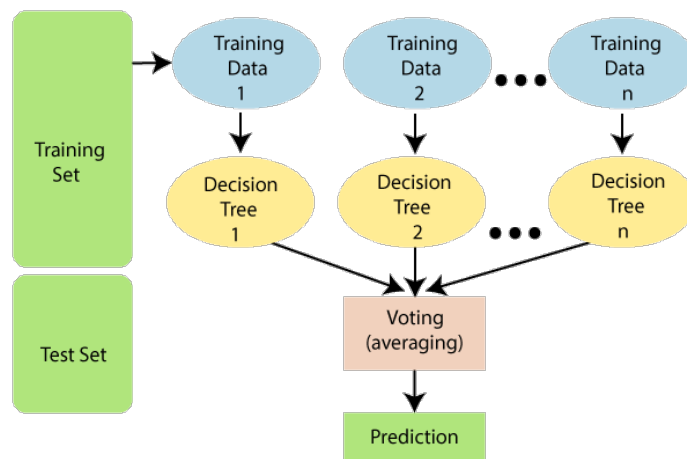 Training
Set
Training
Data
1
Training
Data
2
Training
Data
n
Decision
Tree
1
Decision
Tree
2
Decision
Tree
n
Test Set
Voting
(averaging)
Prediction